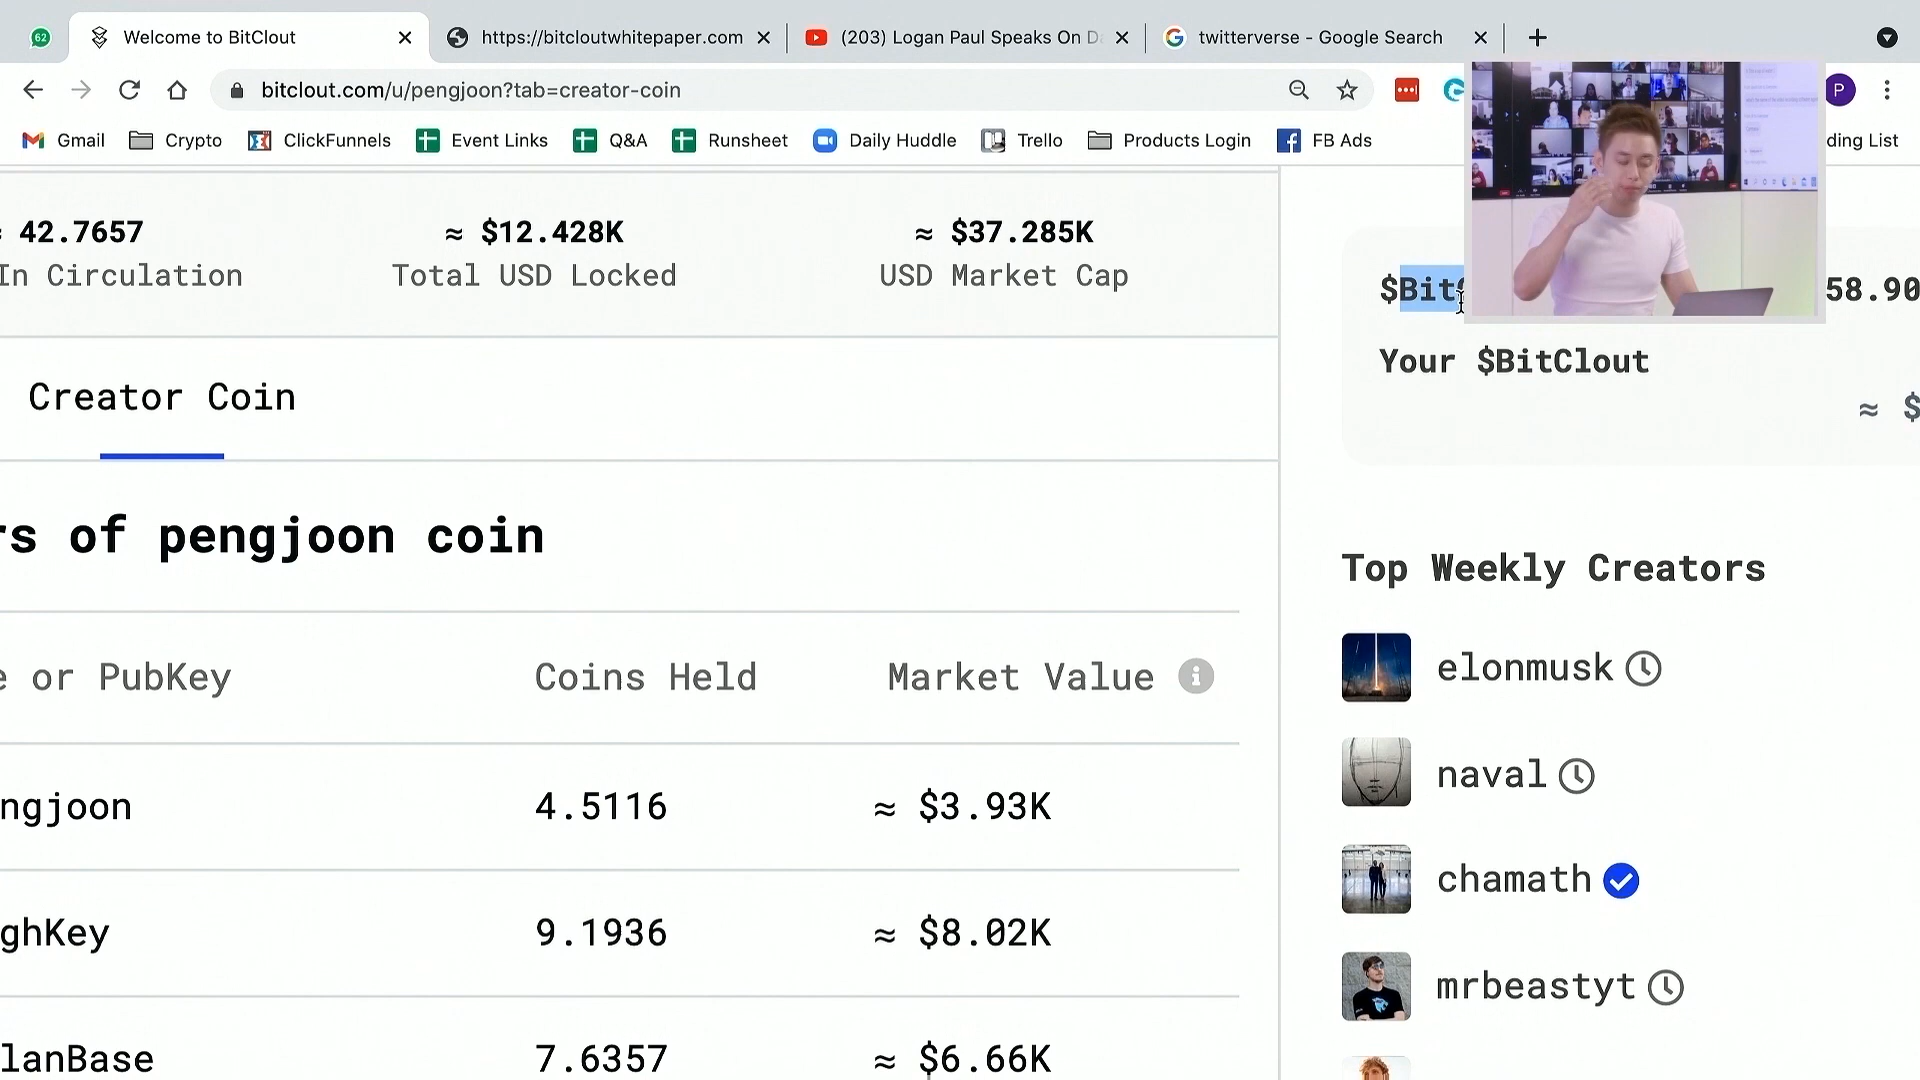 62
Welcome to BitClout
https://bitcloutwhitepaper.com
(203) Logan Paul Speaks On D
twitterverse - Google Search
bitclout.com/u/pengjoon?tab=creator-coin
P
Gmail
Crypto
ClickFunnels
Event Links
Q&A
Runsheet
Daily Huddle
Trello
Products Login
FB Ads
ding List
≈ 42.7657
In Circulation
≈ $12.428K
Total USD Locked
≈ $37.285K
USD Market Cap
$Bit
58.90
Your $BitClout
≈ $
Creator Coin
rs of pengjoon coin
e or PubKey
Coins Held
Market Value
ngjoon
4.5116
≈ $3.93K
ghKey
9.1936
≈ $8.02K
lanBase
7.6357
≈ $6.66K
Top Weekly Creators
elonmusk
naval
chamath
mrbeastyt